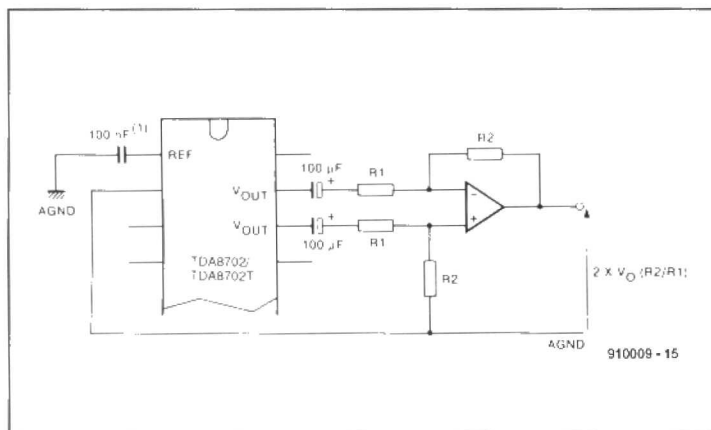 100 nF(1)
REF
AGND
VOUT
VOUT
TDA8702/
TDA8702T
100 µF
+
R1
R2
100 µF
+
R1
−
+
R2
2 X VO (R2/R1)
AGND
910009 - 15